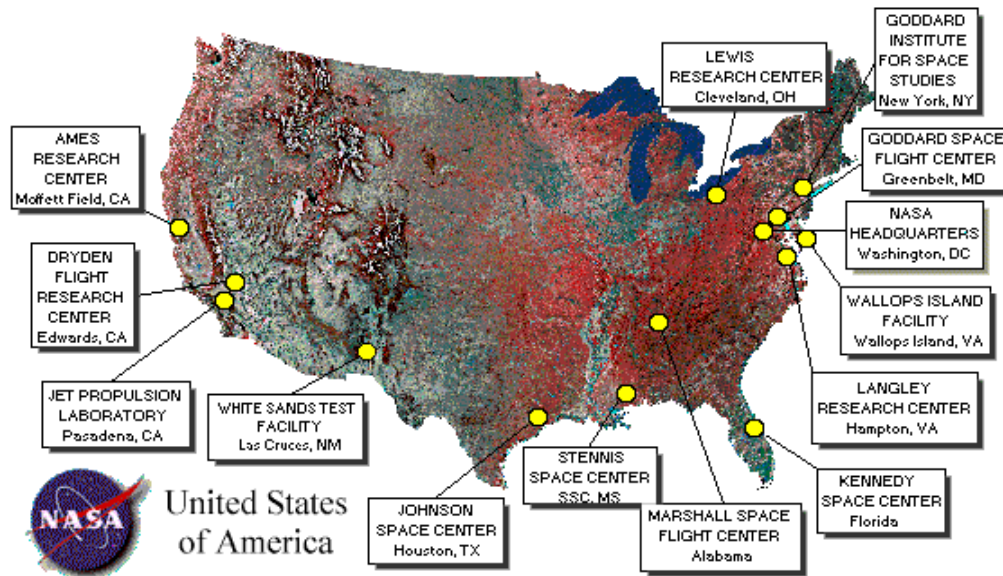 GODDARD
INSTITUTE
FOR SPACE
STUDIES
New York, NY
LEWIS
RESEARCH CENTER
Cleveland, OH
AMES
RESEARCH
CENTER
Moffett Field, CA
GODDARD SPACE
FLIGHT CENTER
Greenbelt, MD
NASA
HEADQUARTERS
Washington, DC
DRYDEN
FLIGHT
RESEARCH
CENTER
Edwards, CA
WALLOPS ISLAND
FACILITY
Wallops Island, VA
JET PROPULSION
LABORATORY
Pasadena, CA
WHITE SANDS TEST
FACILITY
Las Cruces, NM
LANGLEY
RESEARCH CENTER
Hampton, VA
STENNIS
SPACE CENTER
SSC, MS
KENNEDY
SPACE CENTER
Florida
JOHNSON
SPACE CENTER
Houston, TX
MARSHALL SPACE
FLIGHT CENTER
Alabama
NASA
United States
of America